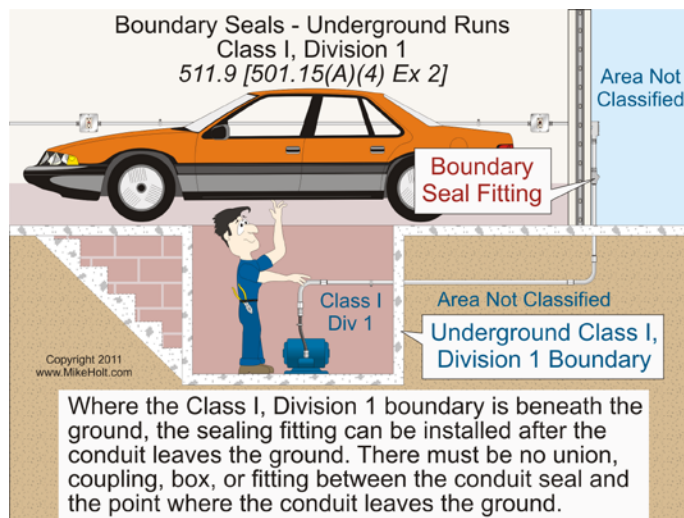 Boundary Seals - Underground Runs
Class I, Division 1
511.9 [501.15(A)(4) Ex 2]
Area Not
Classified
Boundary
Seal Fitting
Class I
Div 1
Area Not Classified
Underground Class I,
Division 1 Boundary
Copyright 2011
www.MikeHolt.com
Where the Class I, Division 1 boundary is beneath the
ground, the sealing fitting can be installed after the
conduit leaves the ground. There must be no union,
coupling, box, or fitting between the conduit seal and
the point where the conduit leaves the ground.